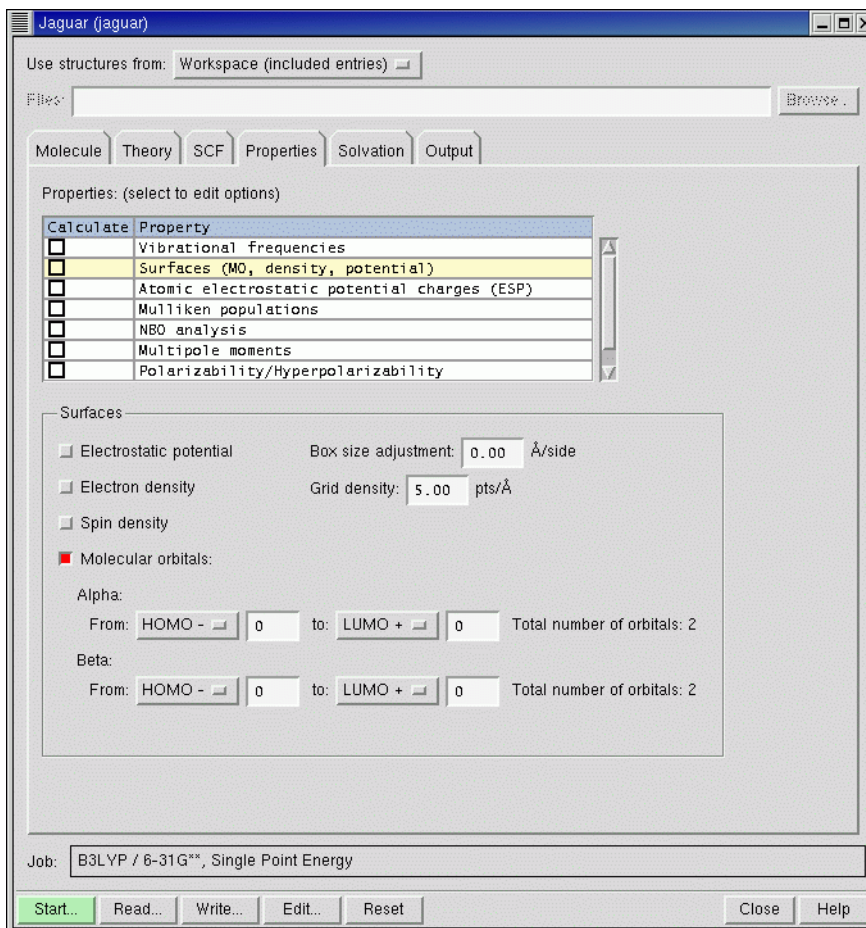 Jaguar (jaguar)
Use structures from: Workspace (included entries)
Files: Browse...
Molecule Theory SCF Properties Solvation Output
Properties: (select to edit options)
Calculate Property
Vibrational frequencies
Surfaces (MO, density, potential)
Atomic electrostatic potential charges (ESP)
Mulliken populations
NBO analysis
Multipole moments
Polarizability/Hyperpolarizability
Surfaces
Electrostatic potential Box size adjustment: 0.00 Å/side
Electron density Grid density: 5.00 pts/Å
Spin density
Molecular orbitals:
Alpha:
From: HOMO - 0 to: LUMO + 0 Total number of orbitals: 2
Beta:
From: HOMO - 0 to: LUMO + 0 Total number of orbitals: 2
Job: B3LYP / 6-31G**, Single Point Energy
Start... Read... Write... Edit... Reset Close Help